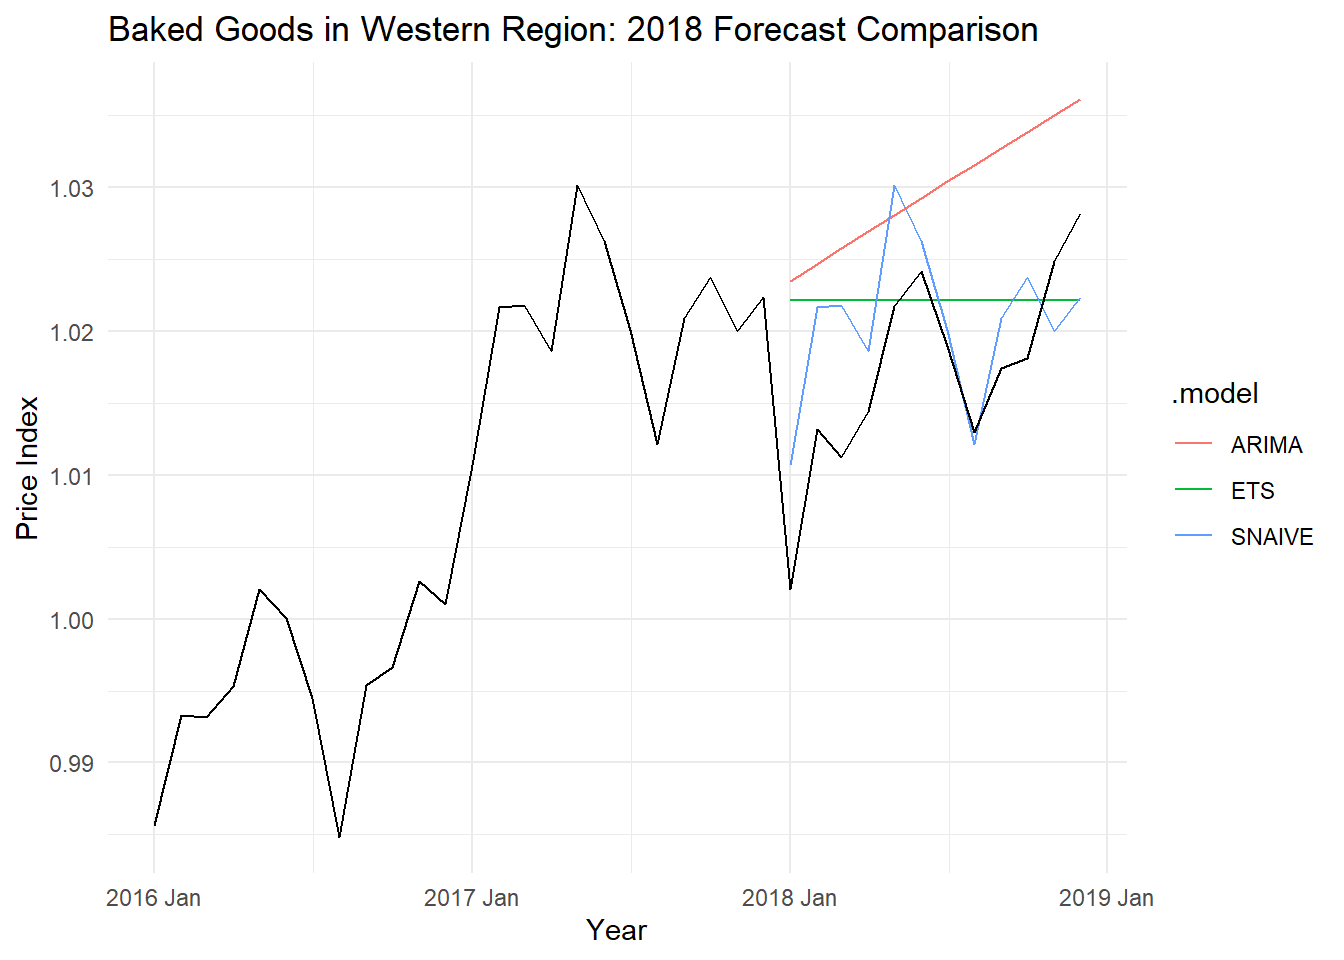 Baked Goods in Western Region: 2018 Forecast Comparison
1.03
1.02
1.01
1.00
0.99
Price Index
2016 Jan
2017 Jan
2018 Jan
2019 Jan
Year
.model
ARIMA
ETS
SNAIVE